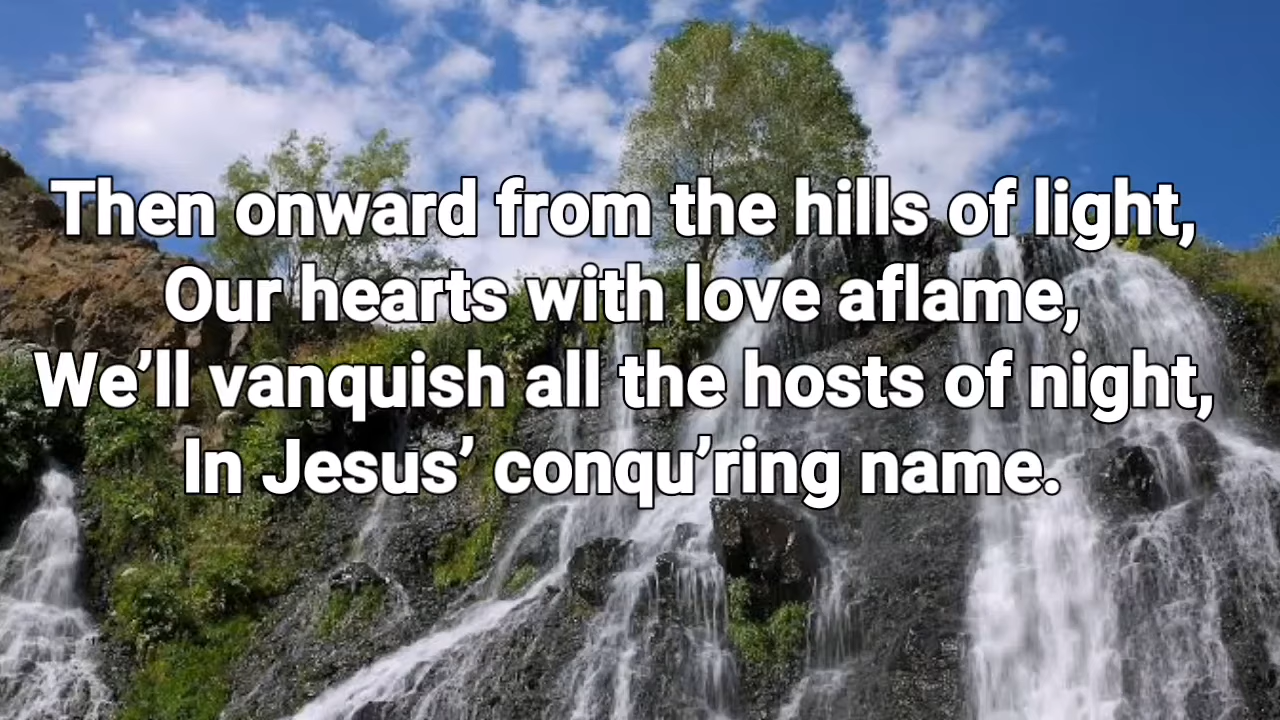 Then onward from the hills of light,
Our hearts with love aflame,
We’ll vanquish all the hosts of night,
In Jesus’ conqu’ring name.